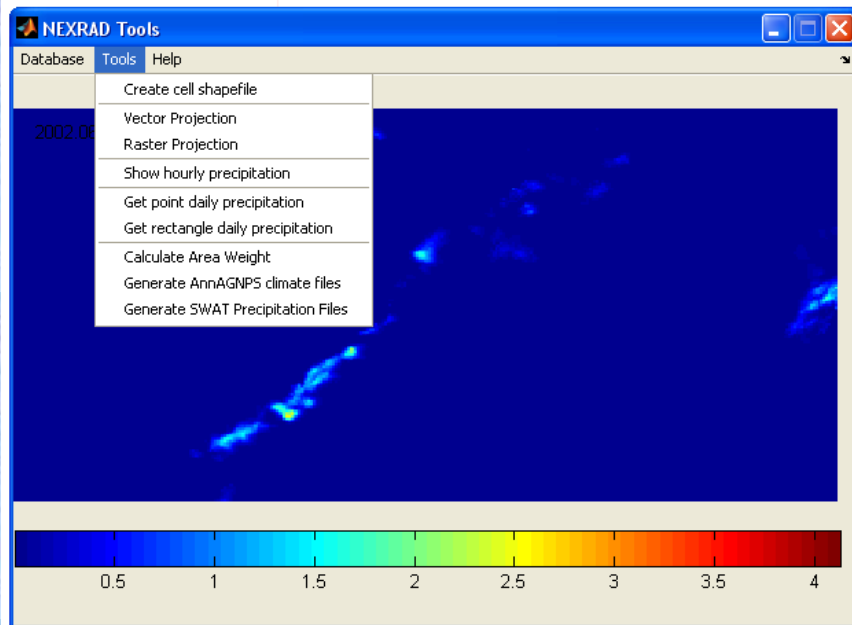 NEXRAD Tools
Database Tools Help
Create cell shapefile
Vector Projection
Raster Projection
Show hourly precipitation
Get point daily precipitation
Get rectangle daily precipitation
Calculate Area Weight
Generate AnnAGNPS climate files
Generate SWAT Precipitation Files
0.5 1 1.5 2 2.5 3 3.5 4